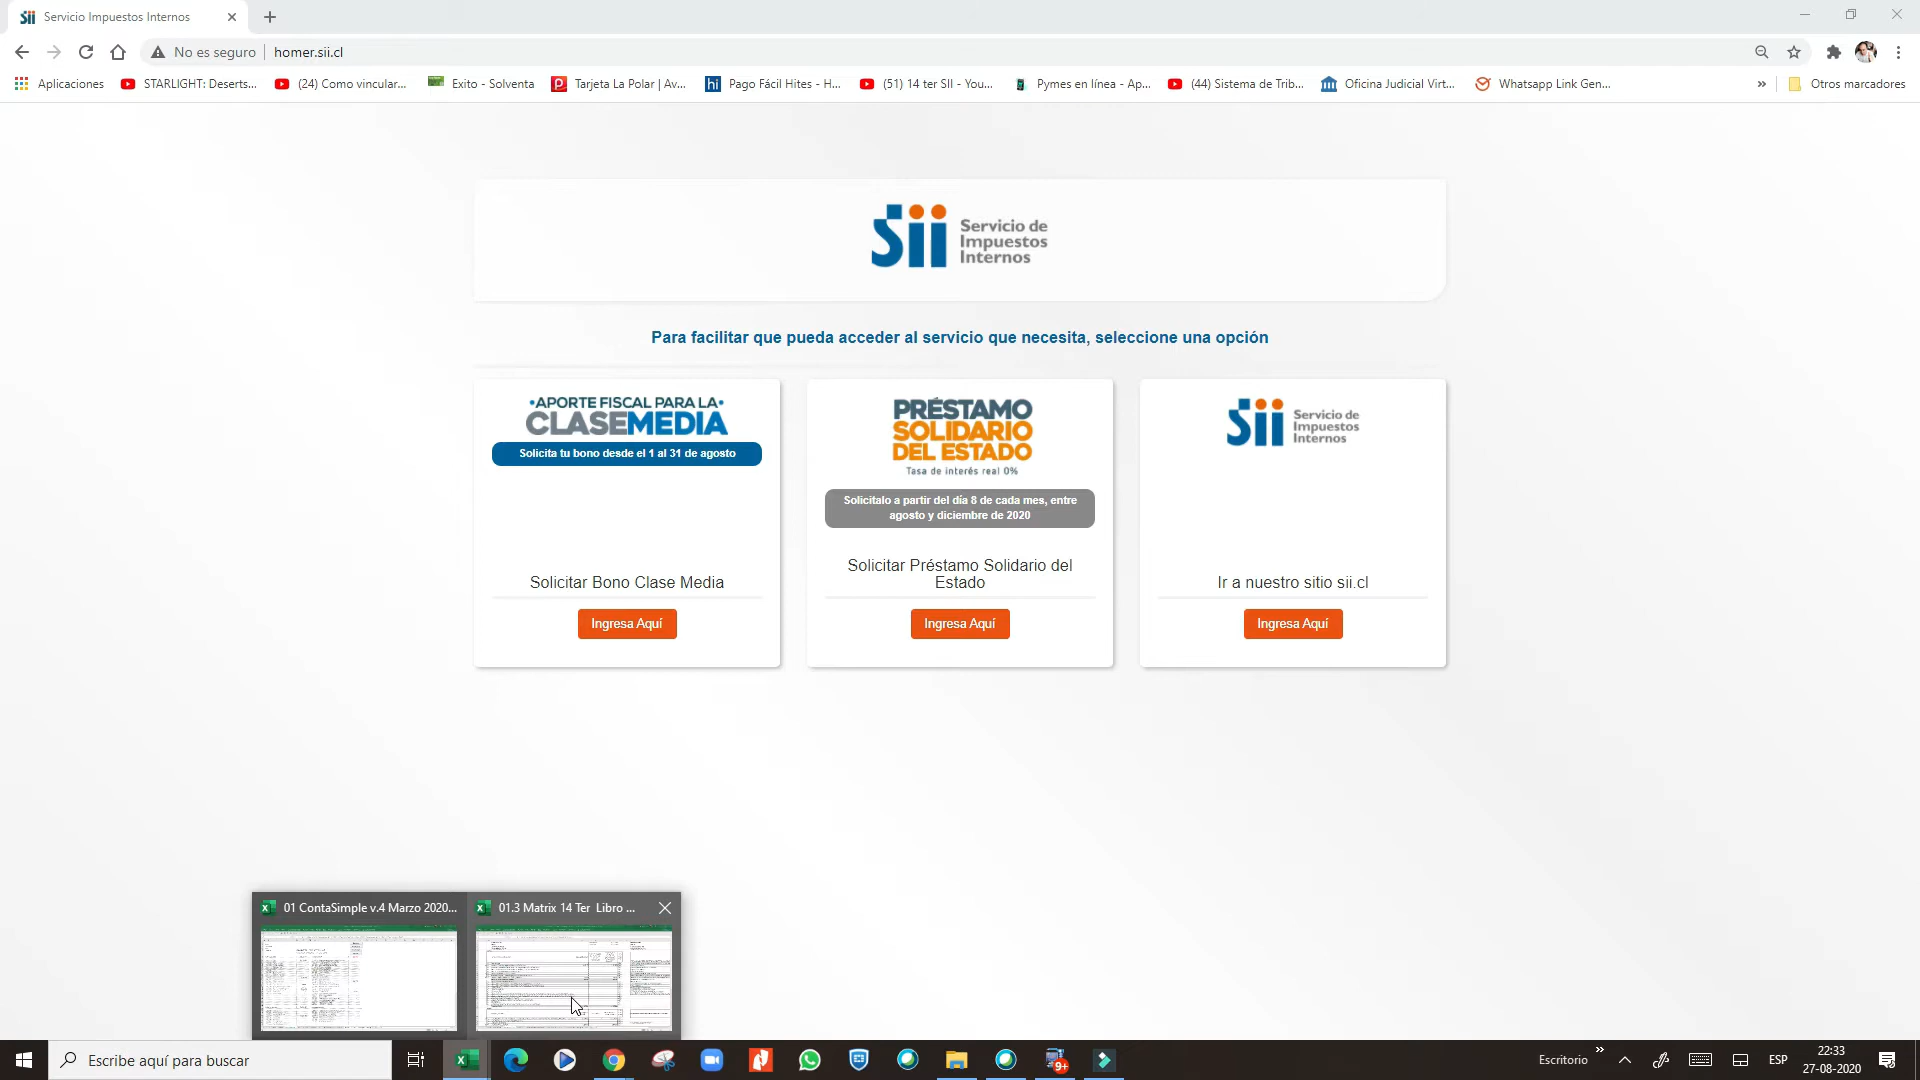 Servicio Impuestos Internos
No es seguro
homer.sii.cl
Aplicaciones
STARLIGHT: Deserts...
(24) Como vincular...
Exito - Solventa
Tarjeta La Polar | Av...
Pago Fácil Hites - H...
(51) 14 ter SII - You...
Pymes en línea - Ap...
(44) Sistema de Trib...
Oficina Judicial Virt...
Whatsapp Link Gen...
»
Otros marcadores
Sii
Servicio de
Impuestos
Internos
Para facilitar que pueda acceder al servicio que necesita, seleccione una opción
•APORTE FISCAL PARA LA•
CLASEMEDIA
Solicita tu bono desde el 1 al 31 de agosto
Solicitar Bono Clase Media
Ingresa Aquí
PRÉSTAMO
SOLIDARIO
DEL ESTADO
Tasa de interés real 0%
Solicitalo a partir del día 8 de cada mes, entre
agosto y diciembre de 2020
Solicitar Préstamo Solidario del
Estado
Ingresa Aquí
Sii
Servicio de
Impuestos
Internos
Ir a nuestro sitio sii.cl
Ingresa Aquí
01 ContaSimple v.4 Marzo 2020...
01.3 Matrix 14 Ter Libro ...
Escribe aquí para buscar
9+
Escritorio
»
ESP
22:33
27-08-2020